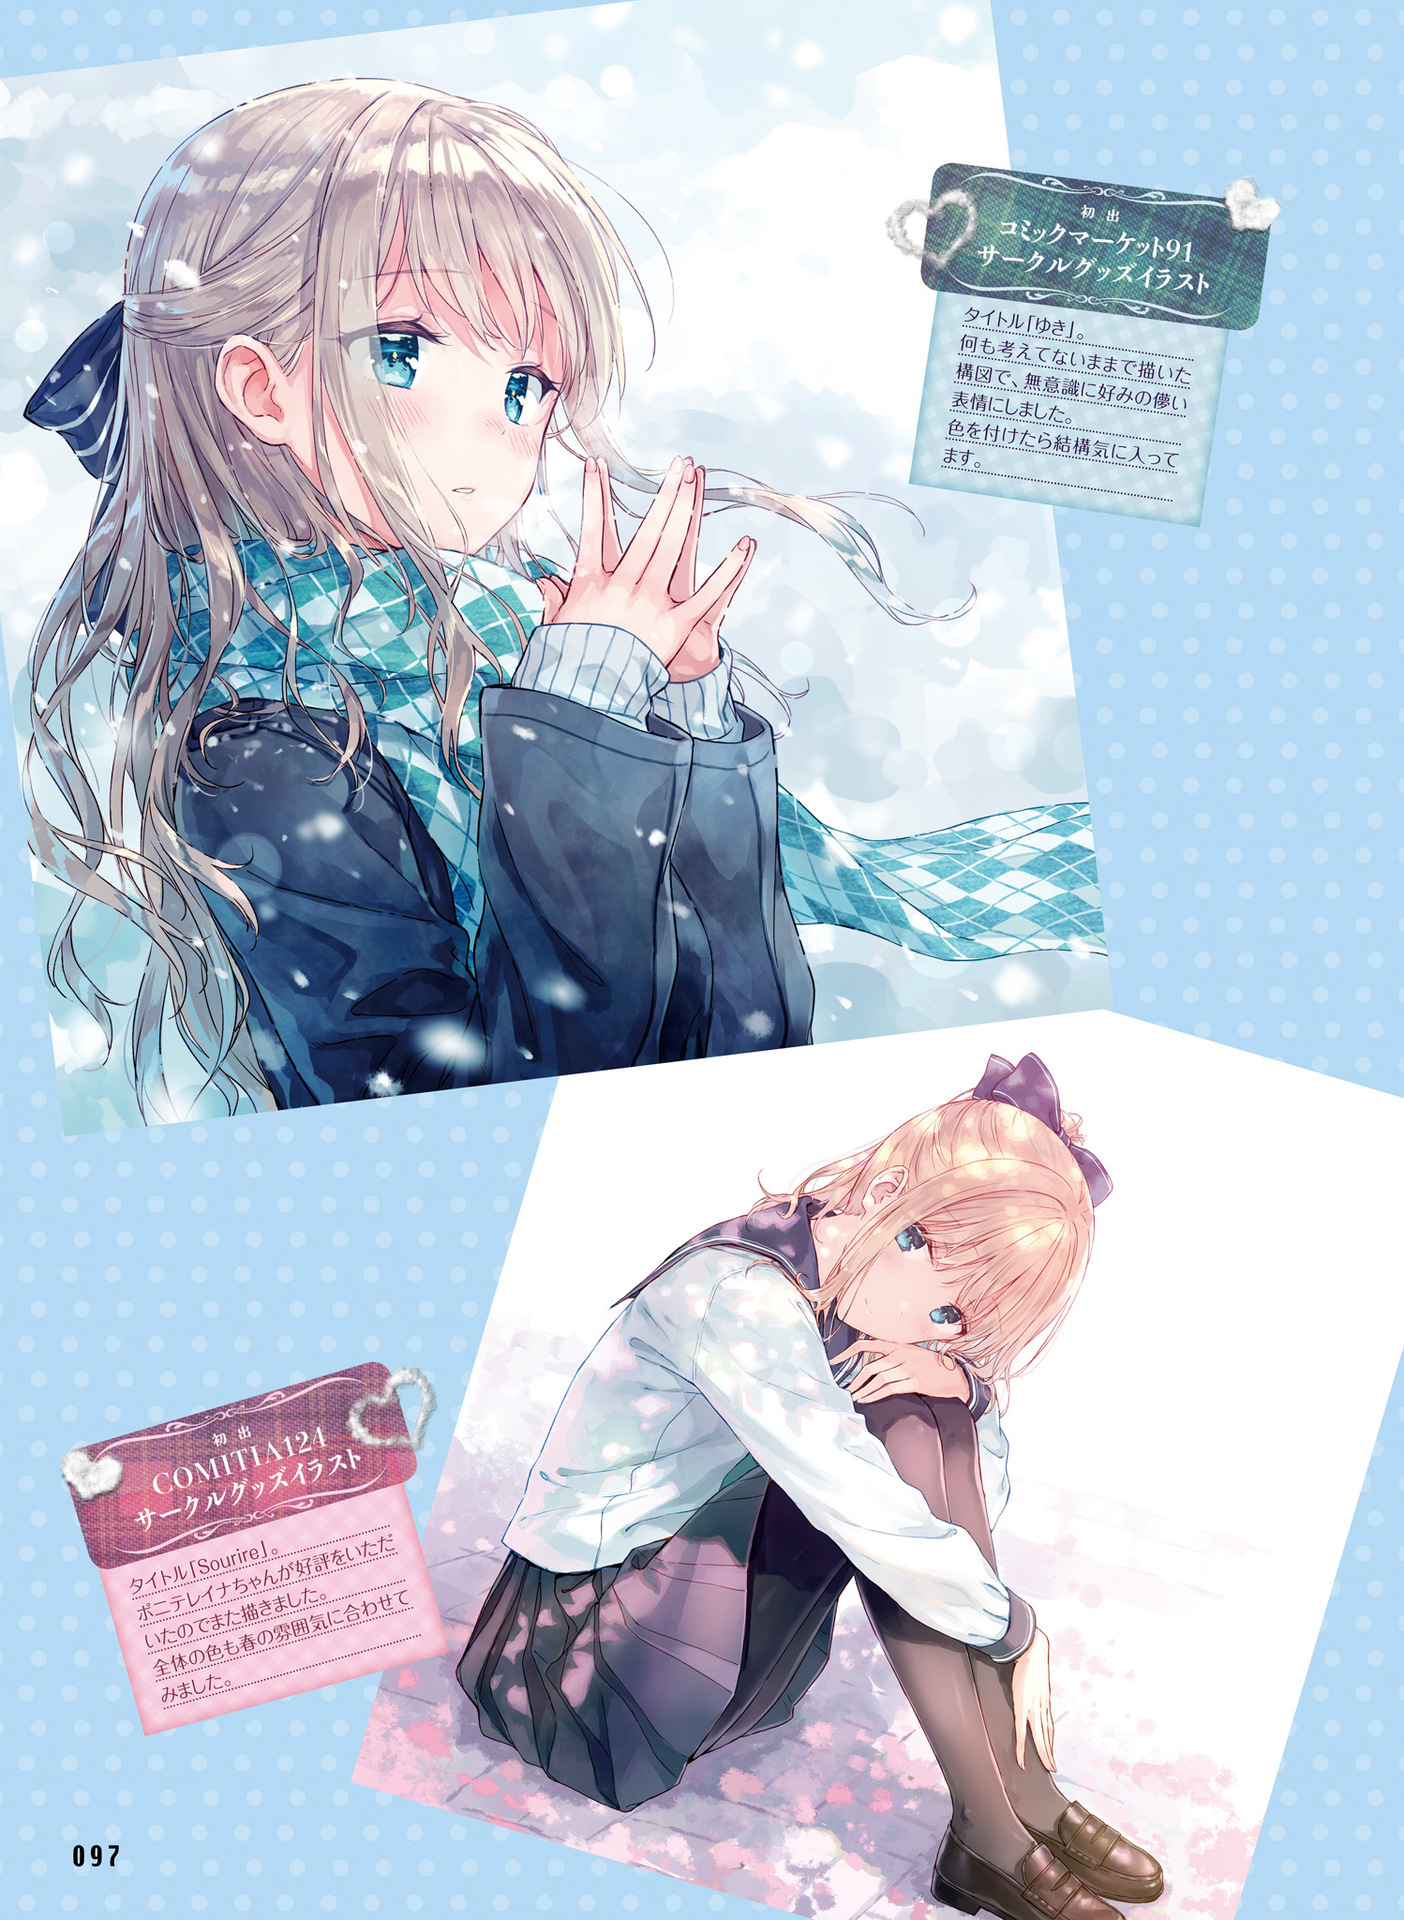 初出
コミックマーケット91
サークルグッズイラスト
タイトル「ゆき」。
何も考えてないままで描いた
構図で、無意識に好みの儚い
表情にしました。
色を付けたら結構気に入って
ます。
初出
COMITIA124
サークルグッズイラスト
タイトル「Sourire」。
ポニテレイナちゃんが好評をいただ
いたのでまた描きました。
全体の色も春の雰囲気に合わせて
みました。
097